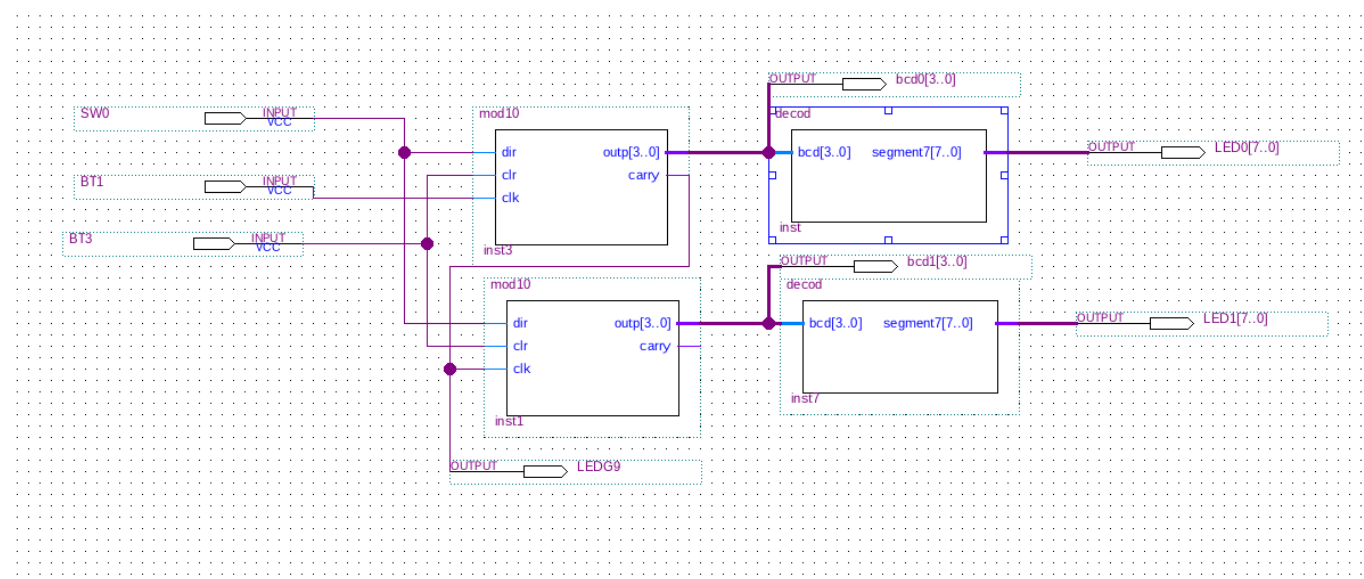 OUTPUT bcd0[3..0]
SW0 INPUT VCC
mod10
decod
dir outp[3..0]
bcd[3..0] segment7[7..0]
OUTPUT LED0[7..0]
BT1 INPUT VCC
clr carry
clk
inst
BT3 INPUT VCC
inst3
OUTPUT bcd1[3..0]
mod10
decod
dir outp[3..0]
bcd[3..0] segment7[7..0]
OUTPUT LED1[7..0]
clr carry
clk
inst7
inst1
OUTPUT LEDG9